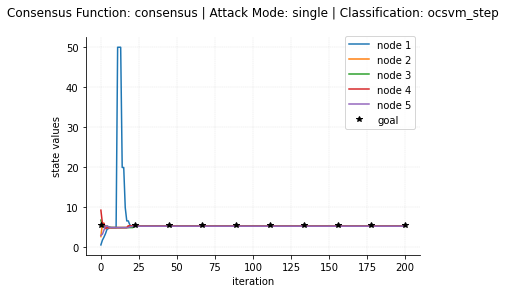 Consensus Function: consensus | Attack Mode: single | Classification: ocsvm_step
node 1
node 2
node 3
node 4
node 5
goal
state values
50
40
30
20
10
0
0 25 50 75 100 125 150 175 200
iteration